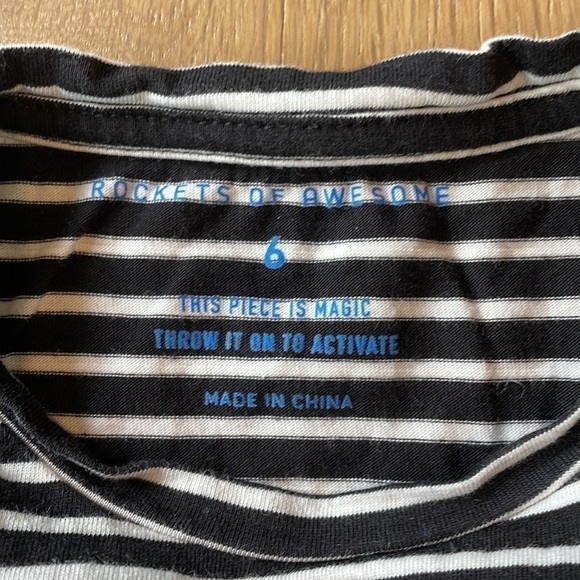 ROCKETS OF AWESOME
6
THIS PIECE IS MAGIC
THROW IT ON TO ACTIVATE
MADE IN CHINA